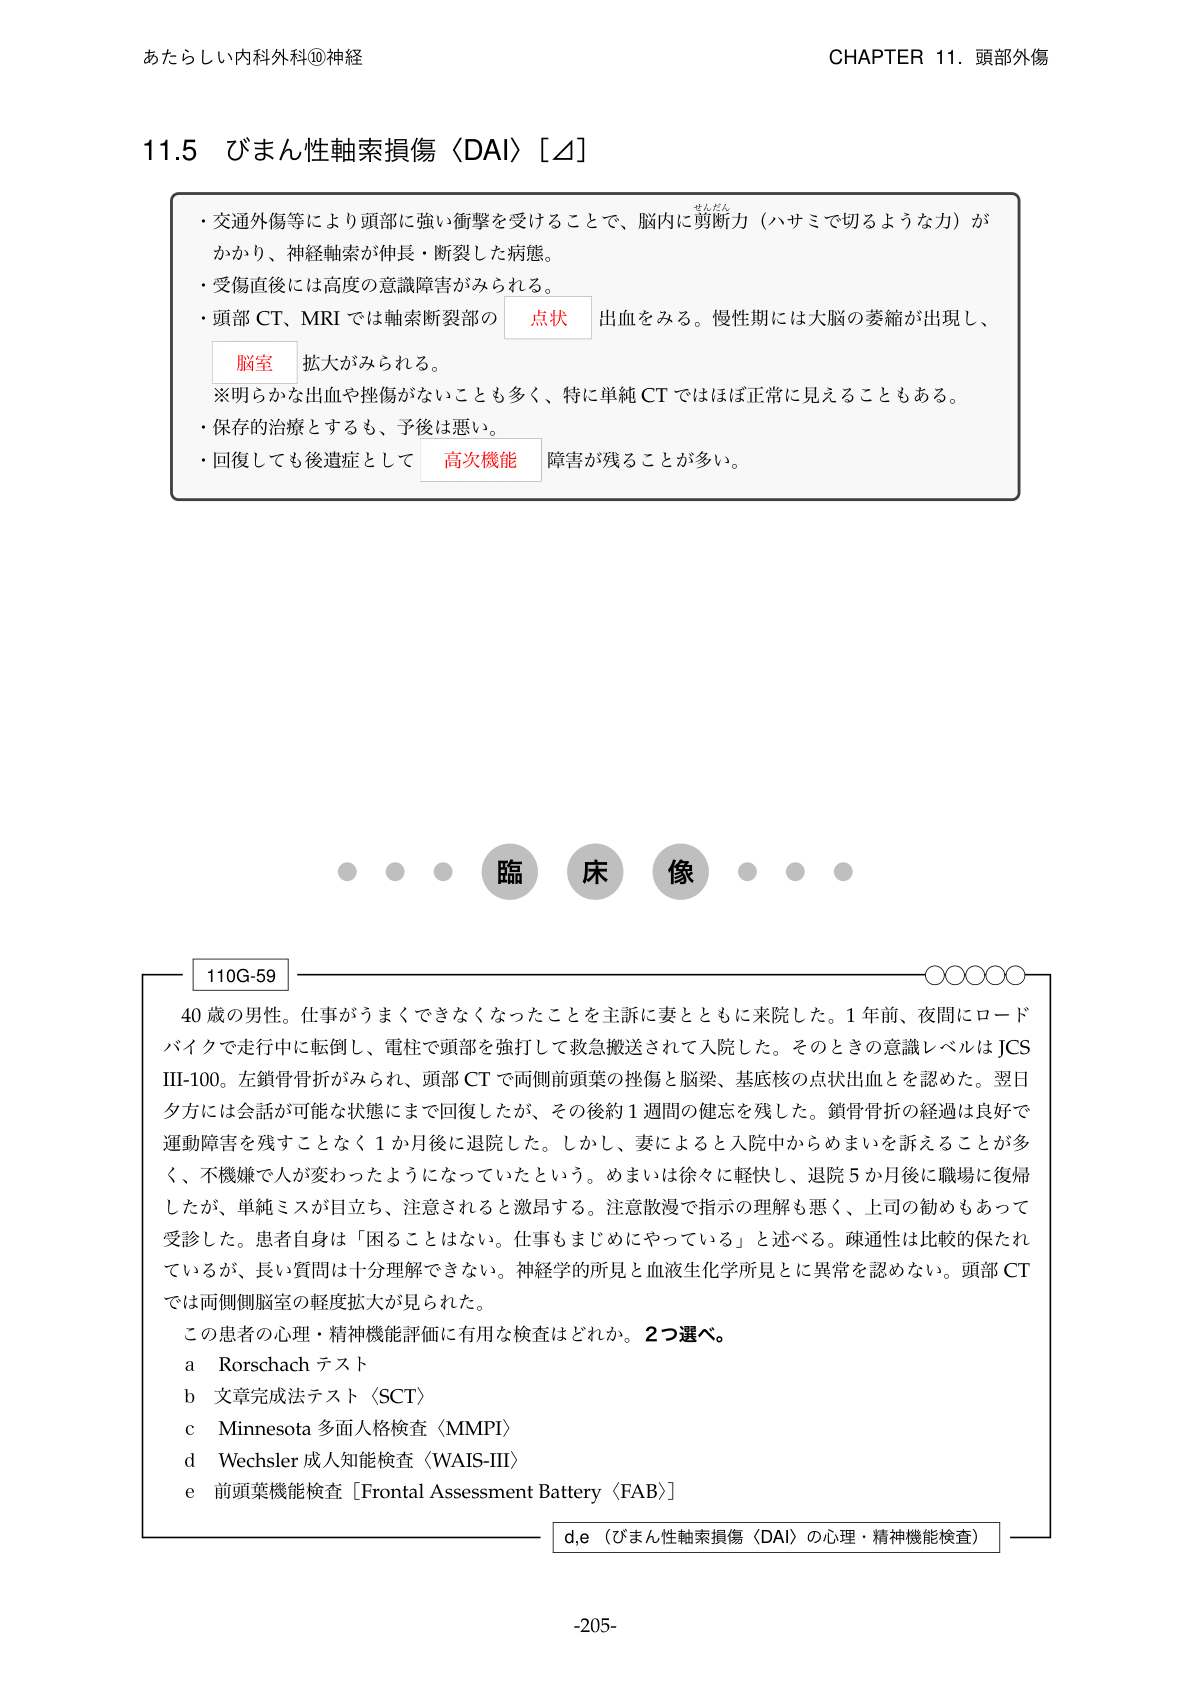 あたらしい内科外科⑩神経
CHAPTER 11. 頭部外傷
11.5 びまん性軸索損傷〈DAI〉[⊿]
せんだん
・交通外傷等により頭部に強い衝撃を受けることで、脳内に剪断力（ハサミで切るような力）が
かかり、神経軸索が伸長・断裂した病態。
・受傷直後には高度の意識障害がみられる。
・頭部 CT、MRI では軸索断裂部の 点状 出血をみる。慢性期には大脳の萎縮が出現し、
脳室 拡大がみられる。
※明らかな出血や挫傷がないことも多く、特に単純 CT ではほぼ正常に見えることもある。
・保存的治療とするも、予後は悪い。
・回復しても後遺症として 高次機能 障害が残ることが多い。
臨 床 像
110G-59
40 歳の男性。仕事がうまくできなくなったことを主訴に妻とともに来院した。1 年前、夜間にロード
バイクで走行中に転倒し、電柱で頭部を強打して救急搬送されて入院した。そのときの意識レベルは JCS
III-100。左鎖骨骨折がみられ、頭部 CT で両側前頭葉の挫傷と脳梁、基底核の点状出血とを認めた。翌日
夕方には会話が可能な状態にまで回復したが、その後約 1 週間の健忘を残した。鎖骨骨折の経過は良好で
運動障害を残すことなく 1 か月後に退院した。しかし、妻によると入院中からめまいを訴えることが多
く、不機嫌で人が変わったようになっていたという。めまいは徐々に軽快し、退院 5 か月後に職場に復帰
したが、単純ミスが目立ち、注意されると激昂する。注意散漫で指示の理解も悪く、上司の勧めもあって
受診した。患者自身は「困ることはない。仕事もまじめにやっている」と述べる。疎通性は比較的保たれ
ているが、長い質問は十分理解できない。神経学的所見と血液生化学所見とに異常を認めない。頭部 CT
では両側側脳室の軽度拡大が見られた。
この患者の心理・精神機能評価に有用な検査はどれか。2つ選べ。
a Rorschach テスト
b 文章完成法テスト〈SCT〉
c Minnesota 多面人格検査〈MMPI〉
d Wechsler 成人知能検査〈WAIS-III〉
e 前頭葉機能検査［Frontal Assessment Battery〈FAB〉］
d,e （びまん性軸索損傷〈DAI〉の心理・精神機能検査）
-205-